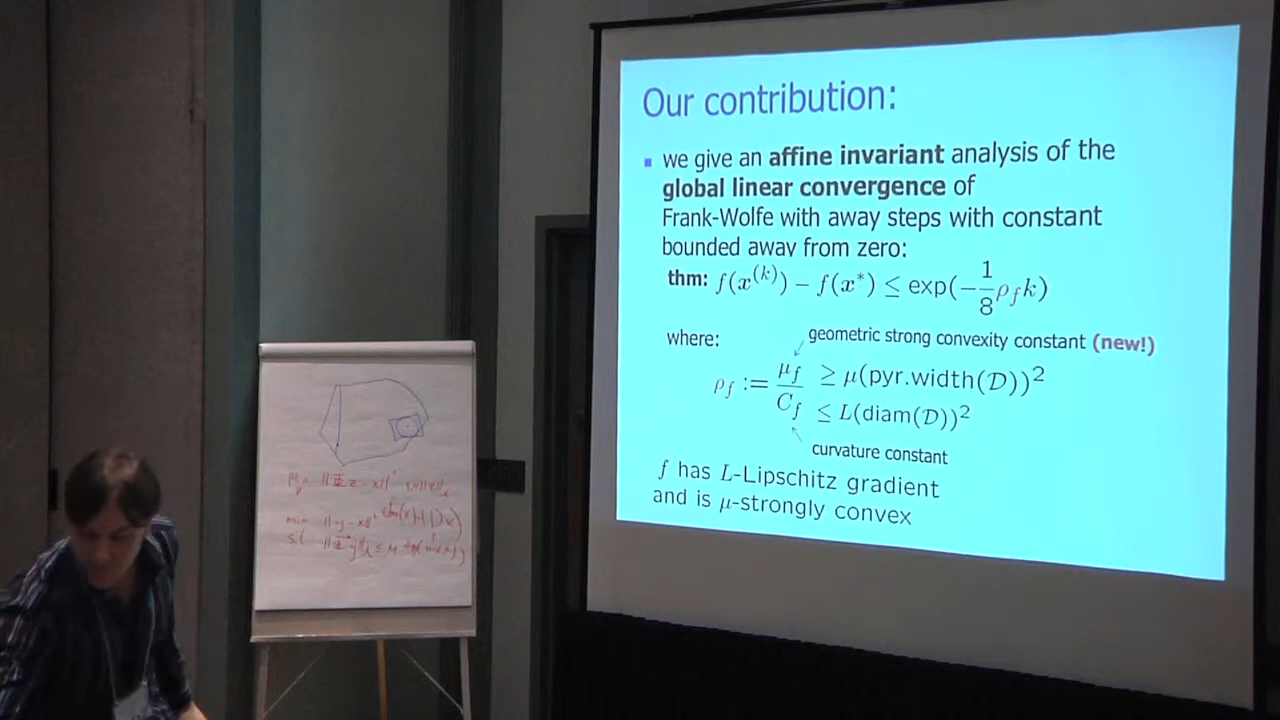 Our contribution:
we give an affine invariant analysis of the
global linear convergence of
Frank-Wolfe with away steps with constant
bounded away from zero:
thm: f(x^(k)) − f(x*) ≤ exp(−1/8 ρ_f k)
where:
geometric strong convexity constant (new!)
ρ_f := μ_f / C_f
≥ μ(pyr.width(D))²
≤ L(diam(D))²
curvature constant
f has L-Lipschitz gradient
and is μ-strongly convex
min